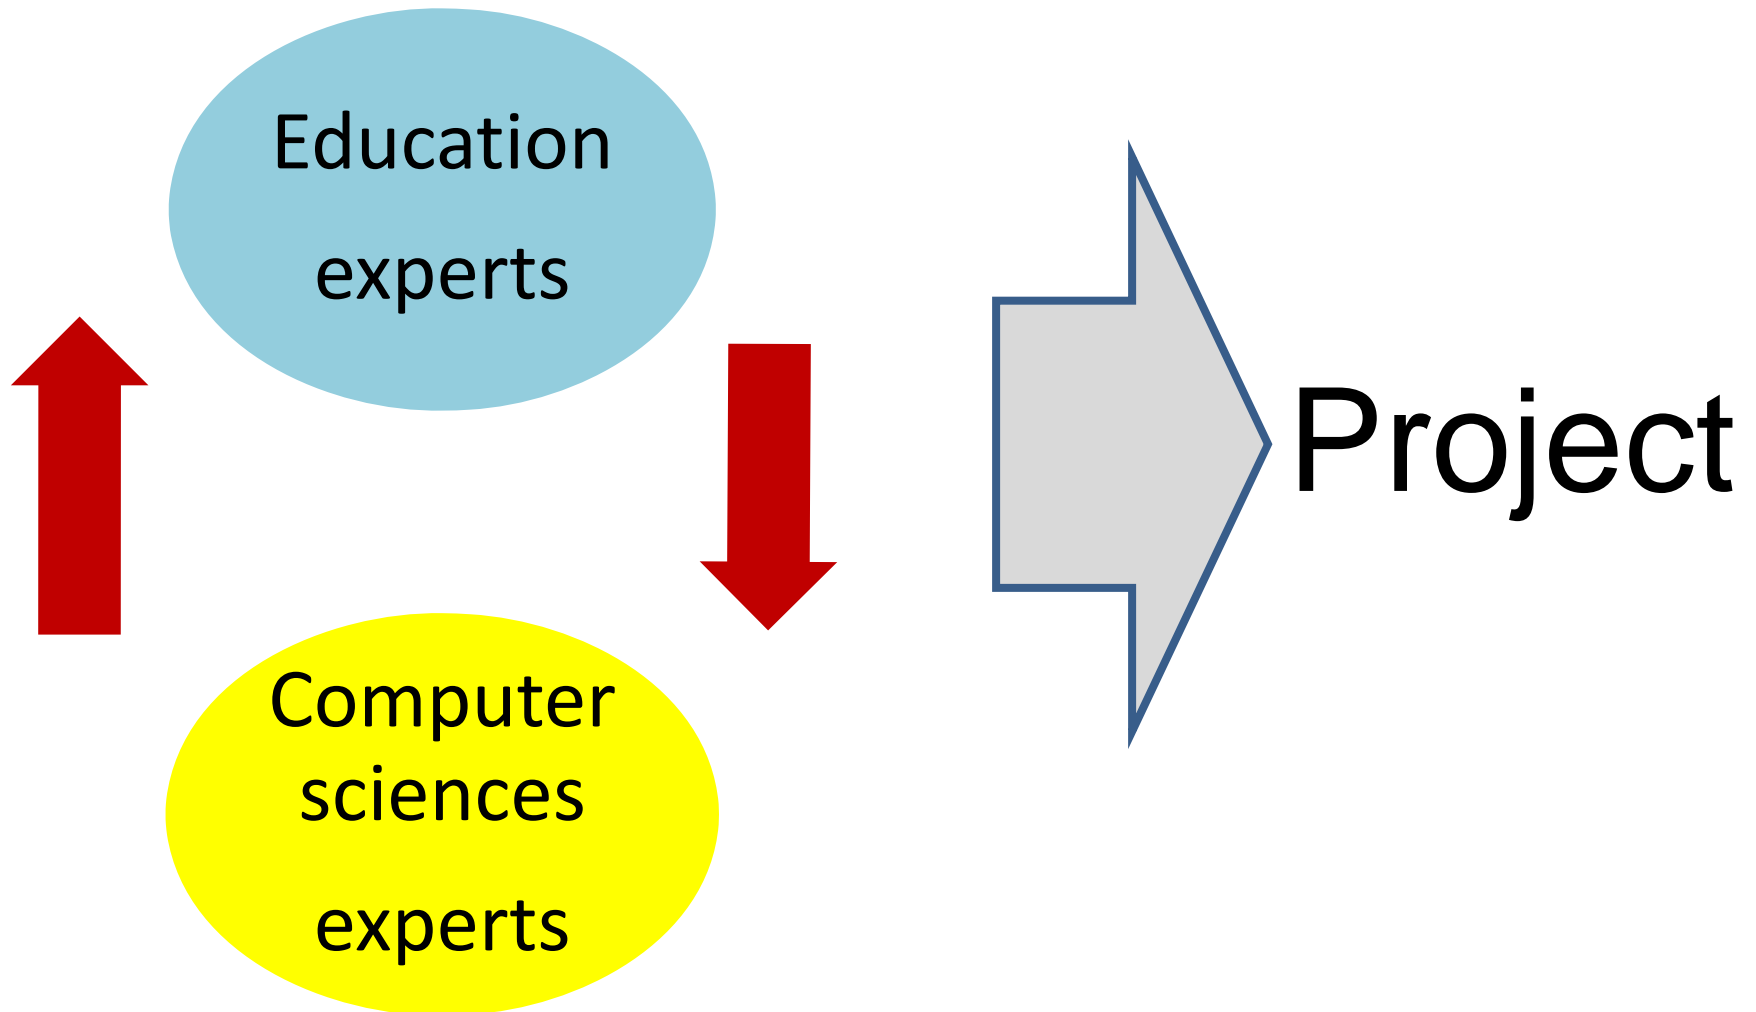 Education
experts
Project
Computer
sciences
experts